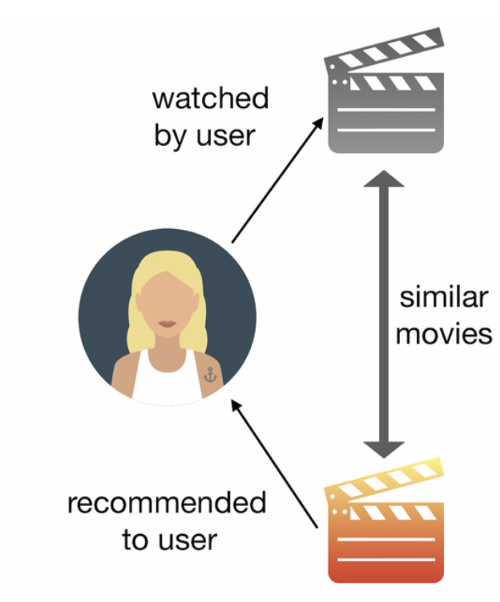 watched
by user
similar
movies
recommended
to user